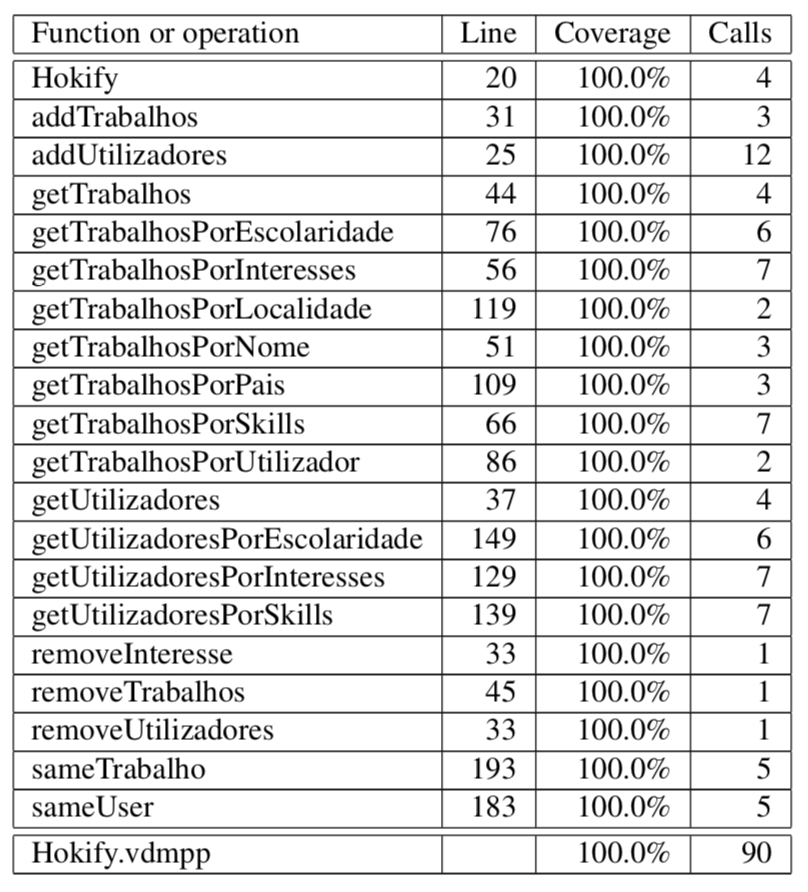 Function or operation Line Coverage Calls
Hokify 20 100.0% 4
addTrabalhos 31 100.0% 3
addUtilizadores 25 100.0% 12
getTrabalhos 44 100.0% 4
getTrabalhosPorEscolaridade 76 100.0% 6
getTrabalhosPorInteresses 56 100.0% 7
getTrabalhosPorLocalidade 119 100.0% 2
getTrabalhosPorNome 51 100.0% 3
getTrabalhosPorPais 109 100.0% 3
getTrabalhosPorSkills 66 100.0% 7
getTrabalhosPorUtilizador 86 100.0% 2
getUtilizadores 37 100.0% 4
getUtilizadoresPorEscolaridade 149 100.0% 6
getUtilizadoresPorInteresses 129 100.0% 7
getUtilizadoresPorSkills 139 100.0% 7
removeInteresse 33 100.0% 1
removeTrabalhos 45 100.0% 1
removeUtilizadores 33 100.0% 1
sameTrabalho 193 100.0% 5
sameUser 183 100.0% 5
Hokify.vdmpp 100.0% 90